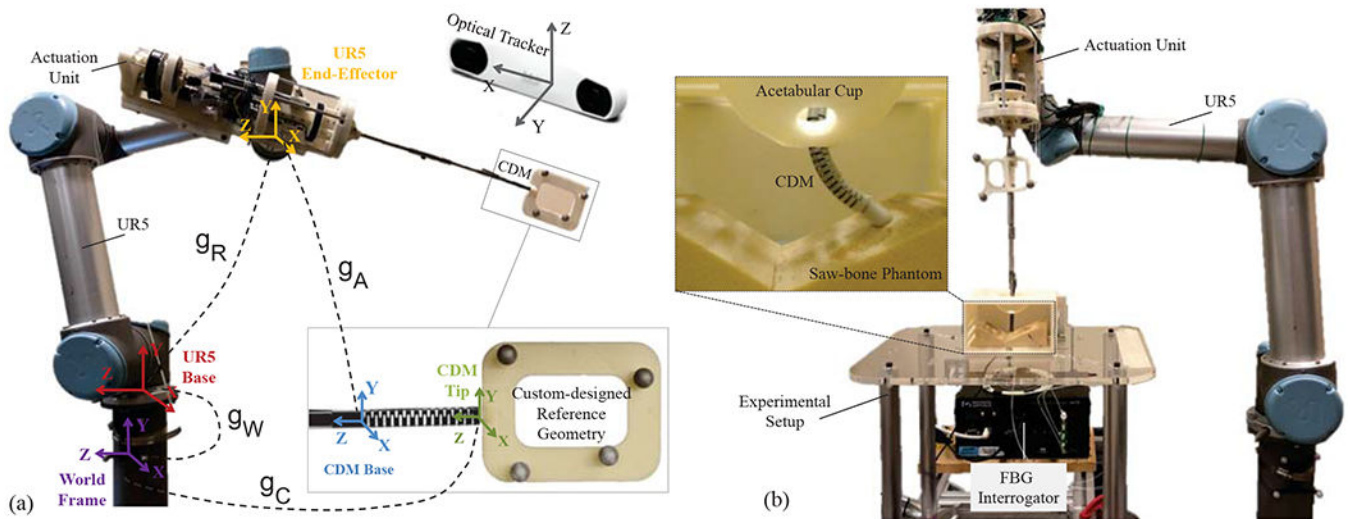 Actuation
Unit
UR5
End-Effector
Y
Z
X
Optical Tracker
Z
X
Y
CDM
UR5
g_R
g_A
UR5
Base
Y
Z
X
g_W
Y
Z
X
World
Frame
g_C
CDM
Tip
Y
Z
X
Y
Z
X
CDM Base
Custom-designed
Reference
Geometry
(a)
Actuation Unit
UR5
Acetabular Cup
CDM
Saw-bone Phantom
Experimental
Setup
FBG
Interrogator
(b)